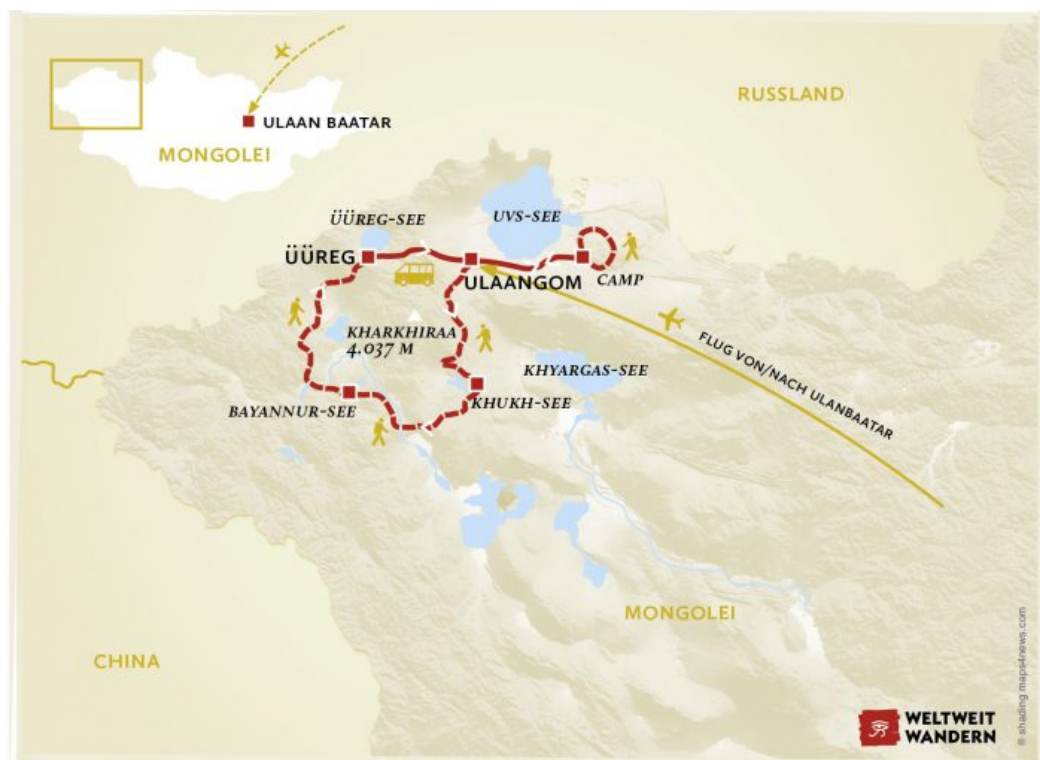 RUSSLAND
ULAAN BAATAR
MONGOLEI
ÜÜREG-SEE
UVS-SEE
ÜÜREG
ULAANGOM
CAMP
KHARKHIRAA
4.037 M
FLUG VON/NACH ULANBAATAR
KHYARGAS-SEE
BAYANNUR-SEE
KHUKH-SEE
MONGOLEI
CHINA
WELTWEIT
WANDERN
© shading maps4news.com